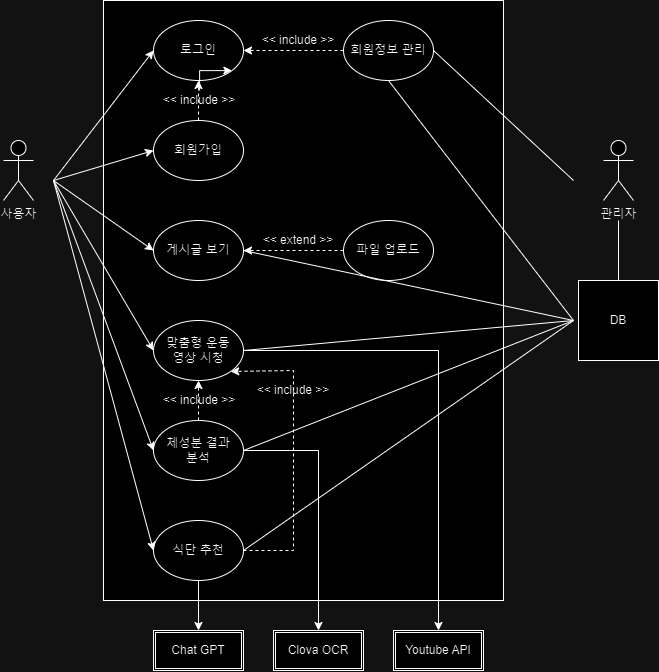 로그인
<< include >>
회원정보 관리
<< include >>
회원가입
사용자
관리자
게시글 보기
<< extend >>
파일 업로드
DB
맞춤형 운동
영상 시청
<< include >>
<< include >>
체성분 결과
분석
식단 추천
Chat GPT
Clova OCR
Youtube API